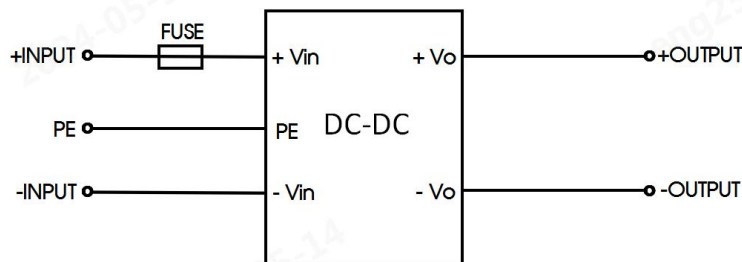 FUSE
+INPUT
+ Vin
+ Vo
+OUTPUT
PE
PE
DC-DC
-INPUT
- Vin
- Vo
-OUTPUT